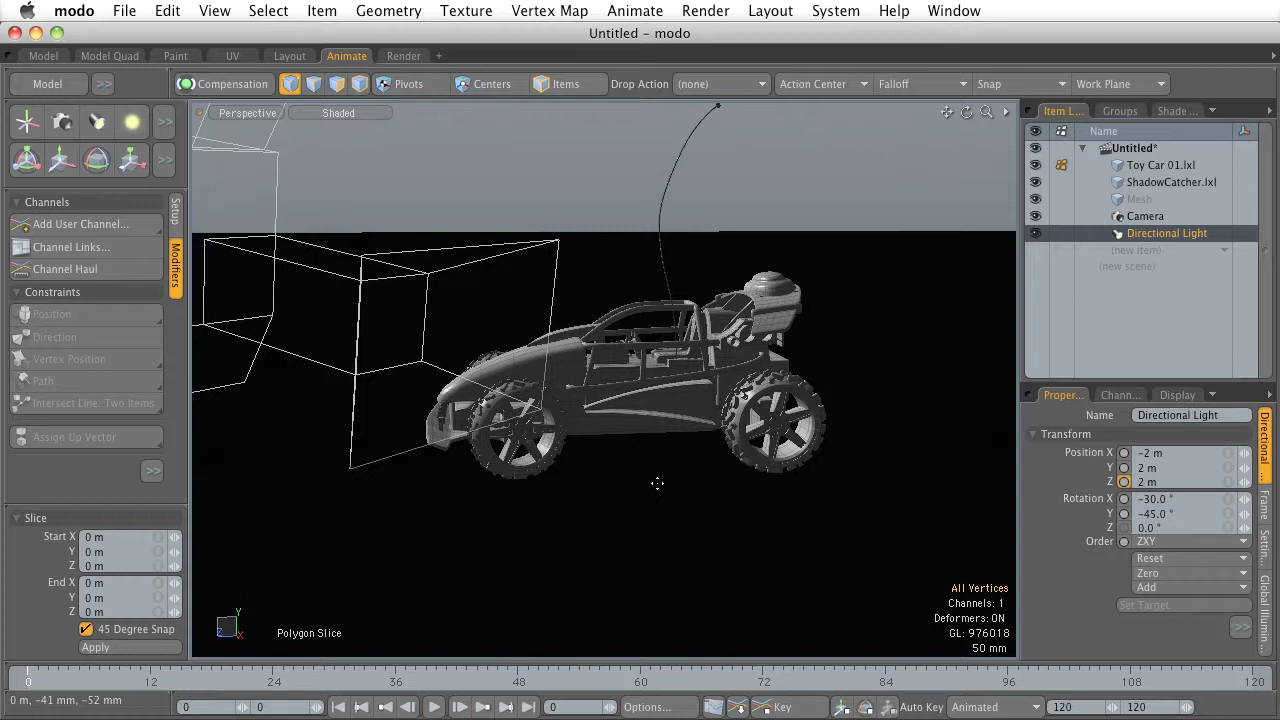 modo File Edit View Select Item Geometry Texture Vertex Map Animate Render Layout System Help Window
Untitled – modo
Model Model Quad Paint UV Layout Animate Render +
Model >> Compensation Pivots Centers Items Drop Action (none) Action Center Falloff Snap Work Plane
>>
>>
Channels
Add User Channel...
Channel Links...
Channel Haul
Constraints
Position
Direction
Vertex Position
Path
Intersect Line: Two Items
Assign Up Vector
>>
Setup
Modifiers
Slice
Start X 0 m
Y 0 m
Z 0 m
End X 0 m
Y 0 m
Z 0 m
45 Degree Snap
Apply
Perspective Shaded
Y
Z
X
Polygon Slice
All Vertices
Channels: 1
Deformers: ON
GL: 976018
50 mm
Item L... Groups Shade ...
Name
Untitled*
Toy Car 01.lxl
ShadowCatcher.lxl
Mesh
Camera
Directional Light
(new item)
(new scene)
Proper... Chann... Display
Name Directional Light
Transform
Position X -2 m
Y 2 m
Z 2 m
Rotation X -30.0 °
Y -45.0 °
Z 0.0 °
Order ZXY
Reset
Zero
Add
Set Target
>>
Directional ...
Frame
Settin...
Global Illumin...
0 12 24 36 48 60 72 84 96 108 120
0 m, -41 mm, -52 mm 0 0 0 Options... Key Auto Key Animated 120 120